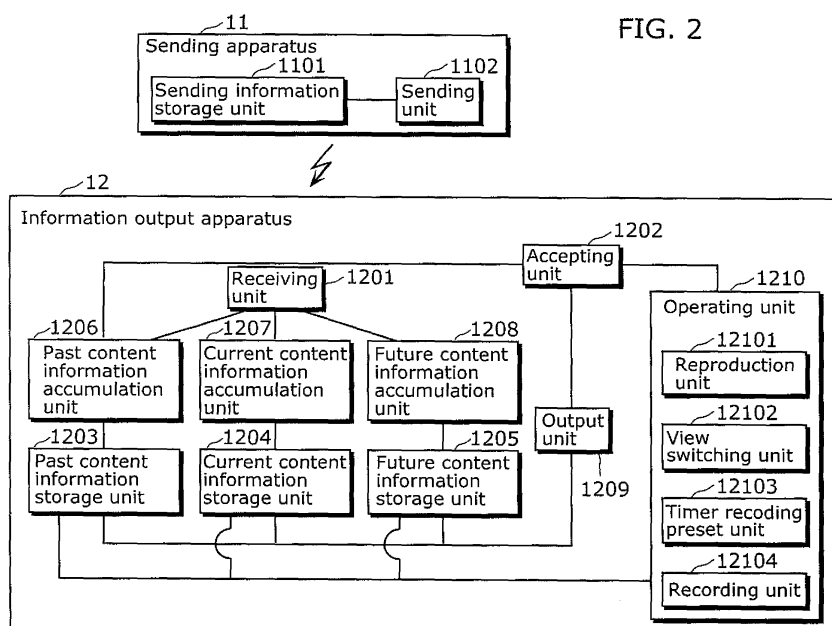 FIG. 2
11
Sending apparatus
1101
1102
Sending information
storage unit
Sending
unit
12
Information output apparatus
1202
Accepting
unit
1201
Receiving
unit
1210
Operating unit
1206
1207
1208
Past content
information
accumulation
unit
Current content
information
accumulation
unit
Future content
information
accumulation
unit
12101
Reproduction
unit
1203
1204
1205
Output
unit
1209
12102
View
switching unit
Past content
information
storage unit
Current content
information
storage unit
Future content
information
storage unit
12103
Timer recoding
preset unit
12104
Recording unit